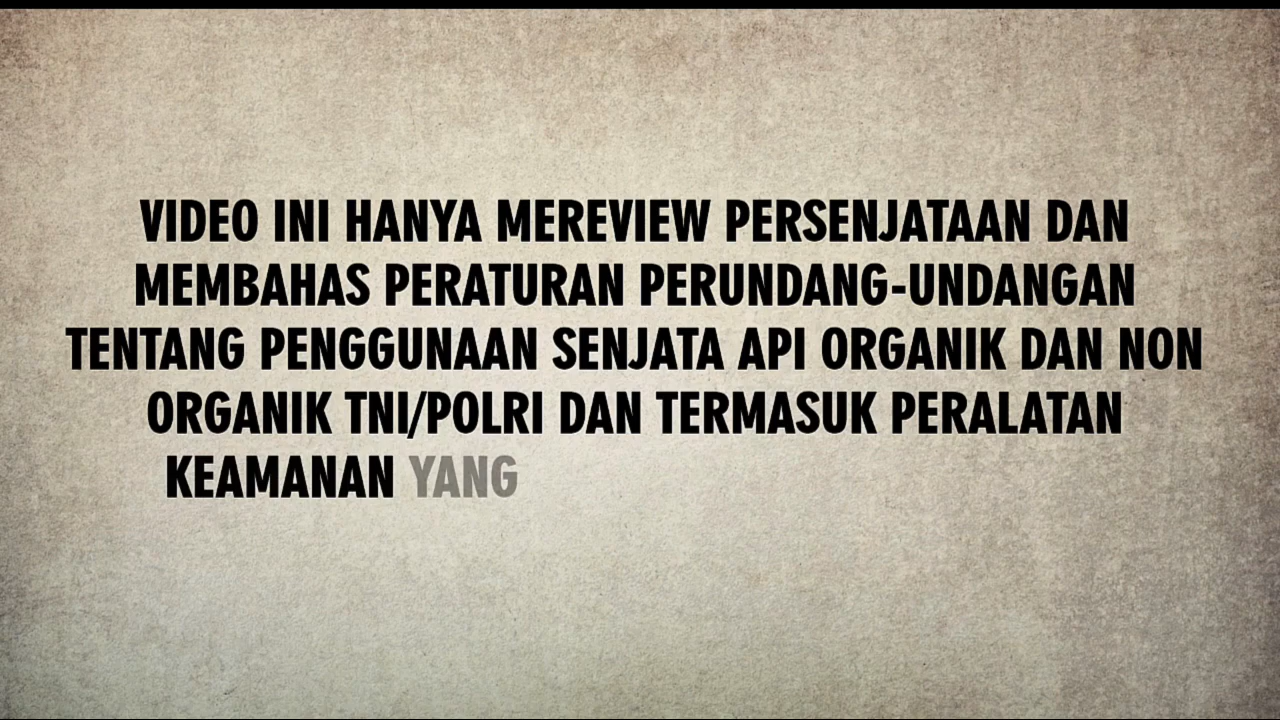 VIDEO INI HANYA MEREVIEW PERSENJATAAN DAN
MEMBAHAS PERATURAN PERUNDANG-UNDANGAN
TENTANG PENGGUNAAN SENJATA API ORGANIK DAN NON
ORGANIK TNI/POLRI DAN TERMASUK PERALATAN
KEAMANAN YANG